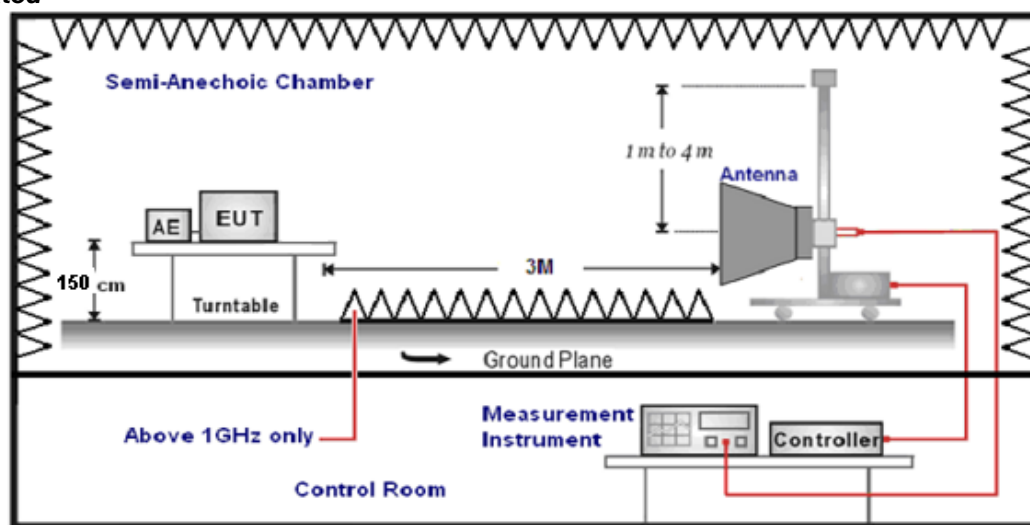 Semi-Anechoic Chamber
1 m to 4 m
Antenna
AE
EUT
3M
150 cm
Turntable
Ground Plane
Above 1GHz only
Measurement
Instrument
Controller
Control Room